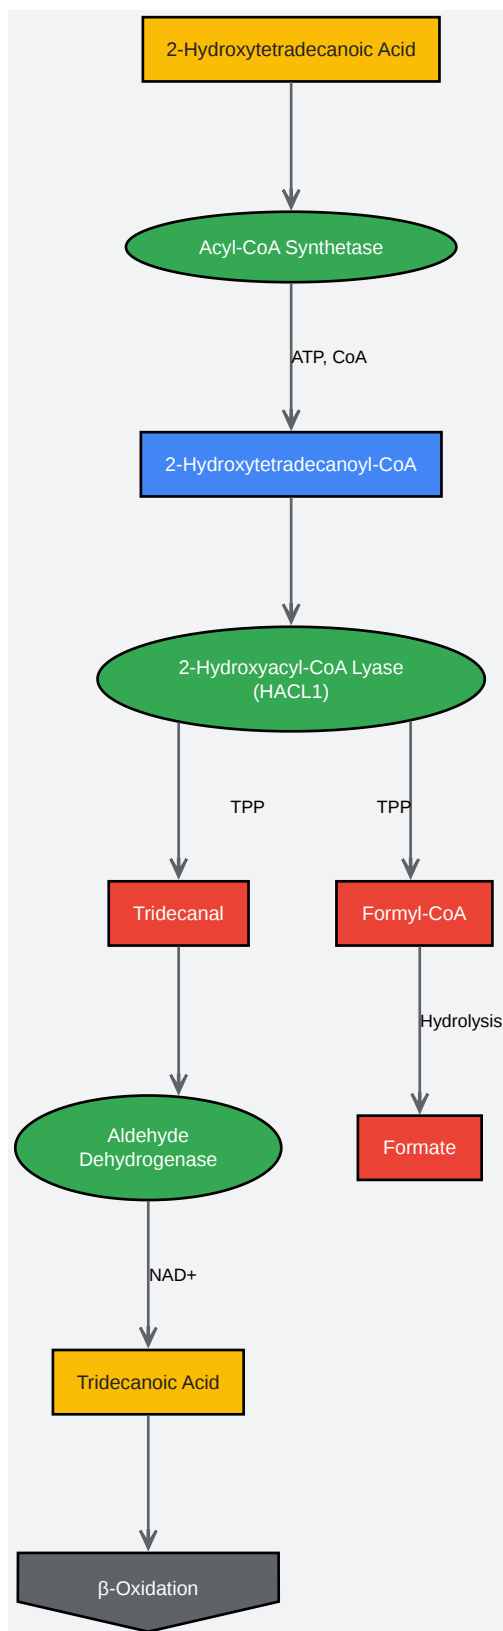 2-Hydroxytetradecanoic Acid
Acyl-CoA Synthetase
ATP, CoA
2-Hydroxytetradecanoyl-CoA
2-Hydroxyacyl-CoA Lyase
(HACL1)
TPP
TPP
Tridecanal
Formyl-CoA
Hydrolysis
Aldehyde
Dehydrogenase
Formate
NAD+
Tridecanoic Acid
β-Oxidation